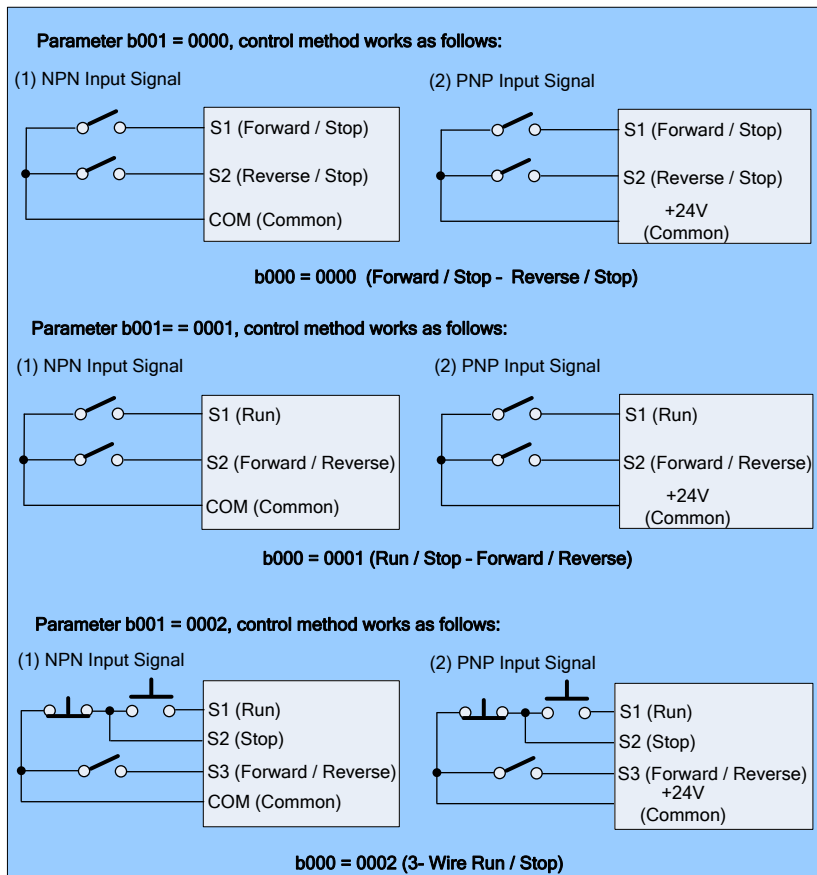 Parameter b001 = 0000, control method works as follows:
(1) NPN Input Signal
S1 (Forward / Stop)
S2 (Reverse / Stop)
COM (Common)
(2) PNP Input Signal
S1 (Forward / Stop)
S2 (Reverse / Stop)
+24V
(Common)
b000 = 0000 (Forward / Stop - Reverse / Stop)
Parameter b001= = 0001, control method works as follows:
(1) NPN Input Signal
S1 (Run)
S2 (Forward / Reverse)
COM (Common)
(2) PNP Input Signal
S1 (Run)
S2 (Forward / Reverse)
+24V
(Common)
b000 = 0001 (Run / Stop - Forward / Reverse)
Parameter b001 = 0002, control method works as follows:
(1) NPN Input Signal
S1 (Run)
S2 (Stop)
S3 (Forward / Reverse)
COM (Common)
(2) PNP Input Signal
S1 (Run)
S2 (Stop)
S3 (Forward / Reverse)
+24V
(Common)
b000 = 0002 (3- Wire Run / Stop)